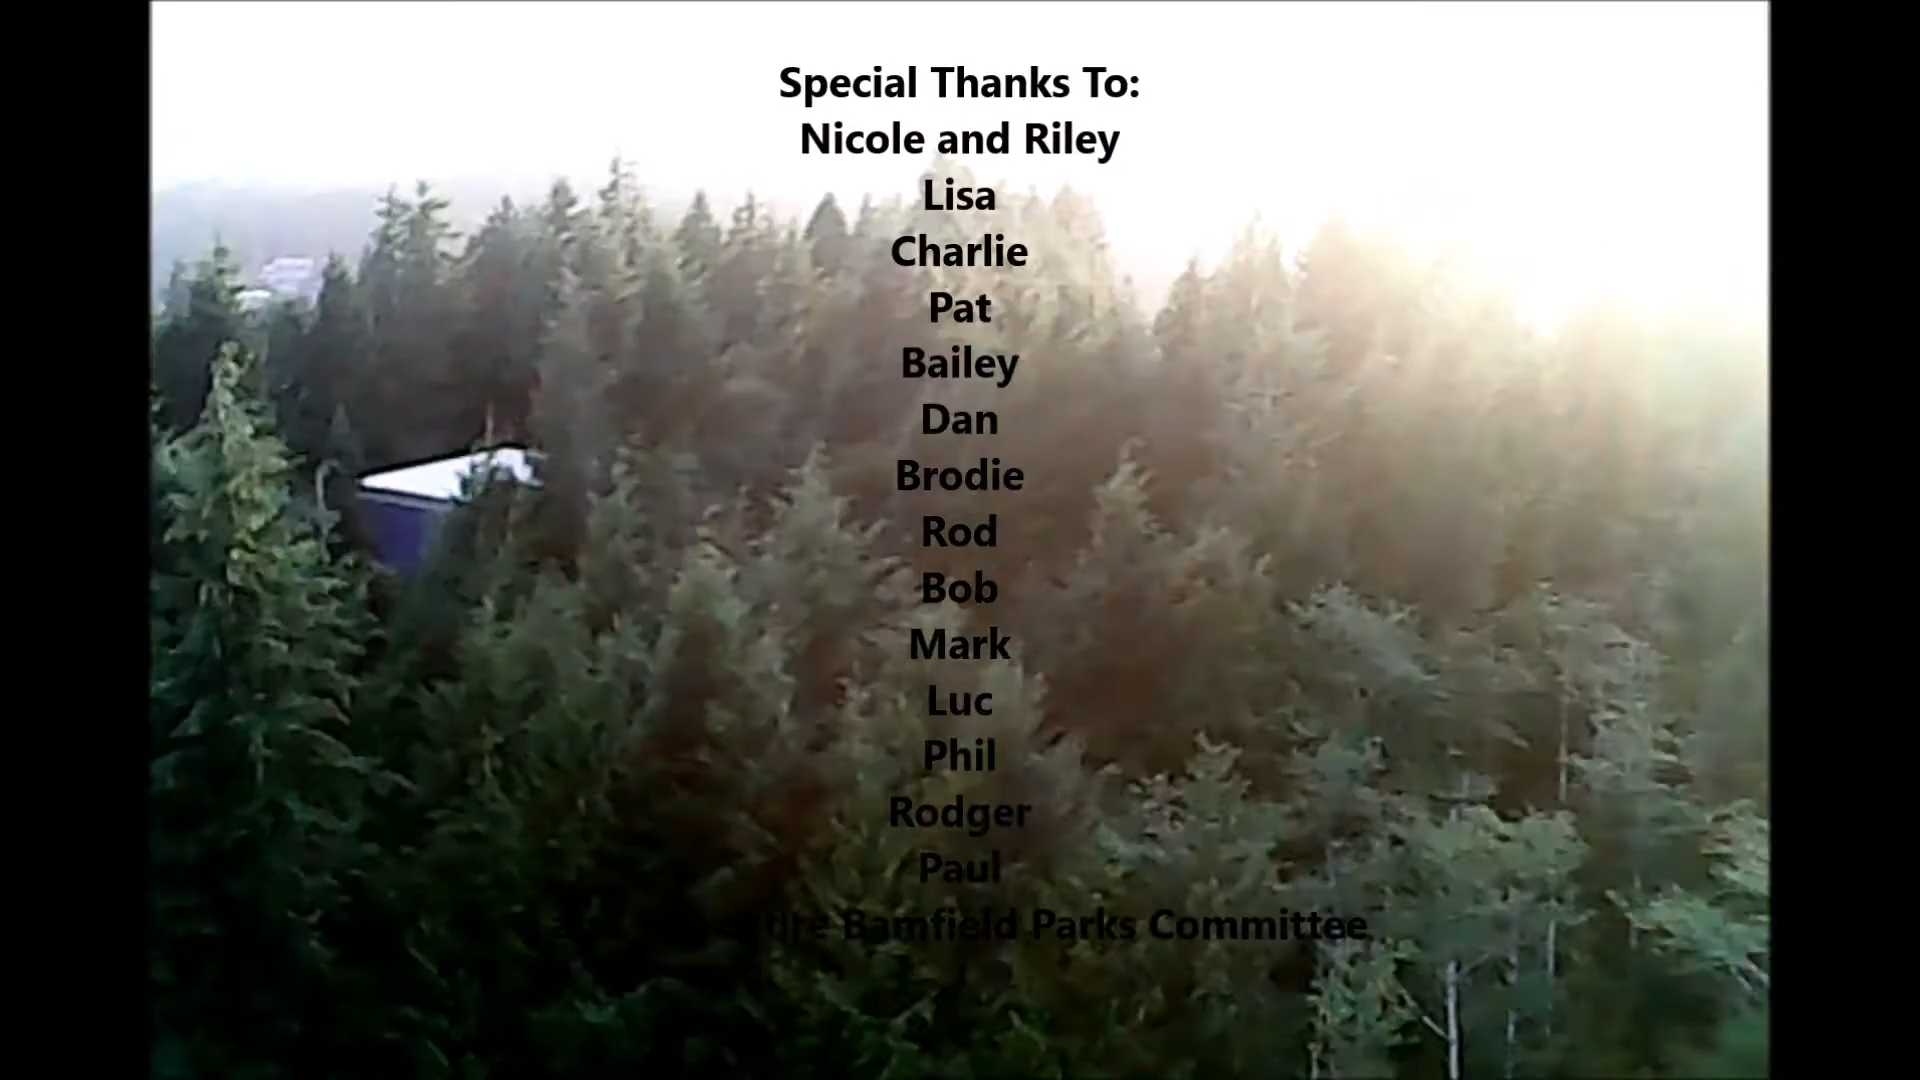 Special Thanks To:
Nicole and Riley
Lisa
Charlie
Pat
Bailey
Dan
Brodie
Rod
Bob
Mark
Luc
Phil
Rodger
Paul
Bamfield Parks Committee